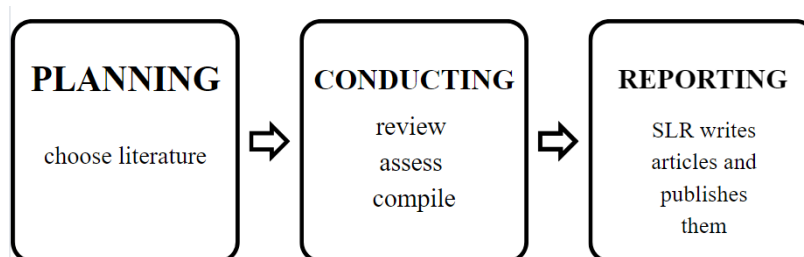 PLANNING
choose literature
CONDUCTING
review
assess
compile
REPORTING
SLR writes
articles and
publishes
them